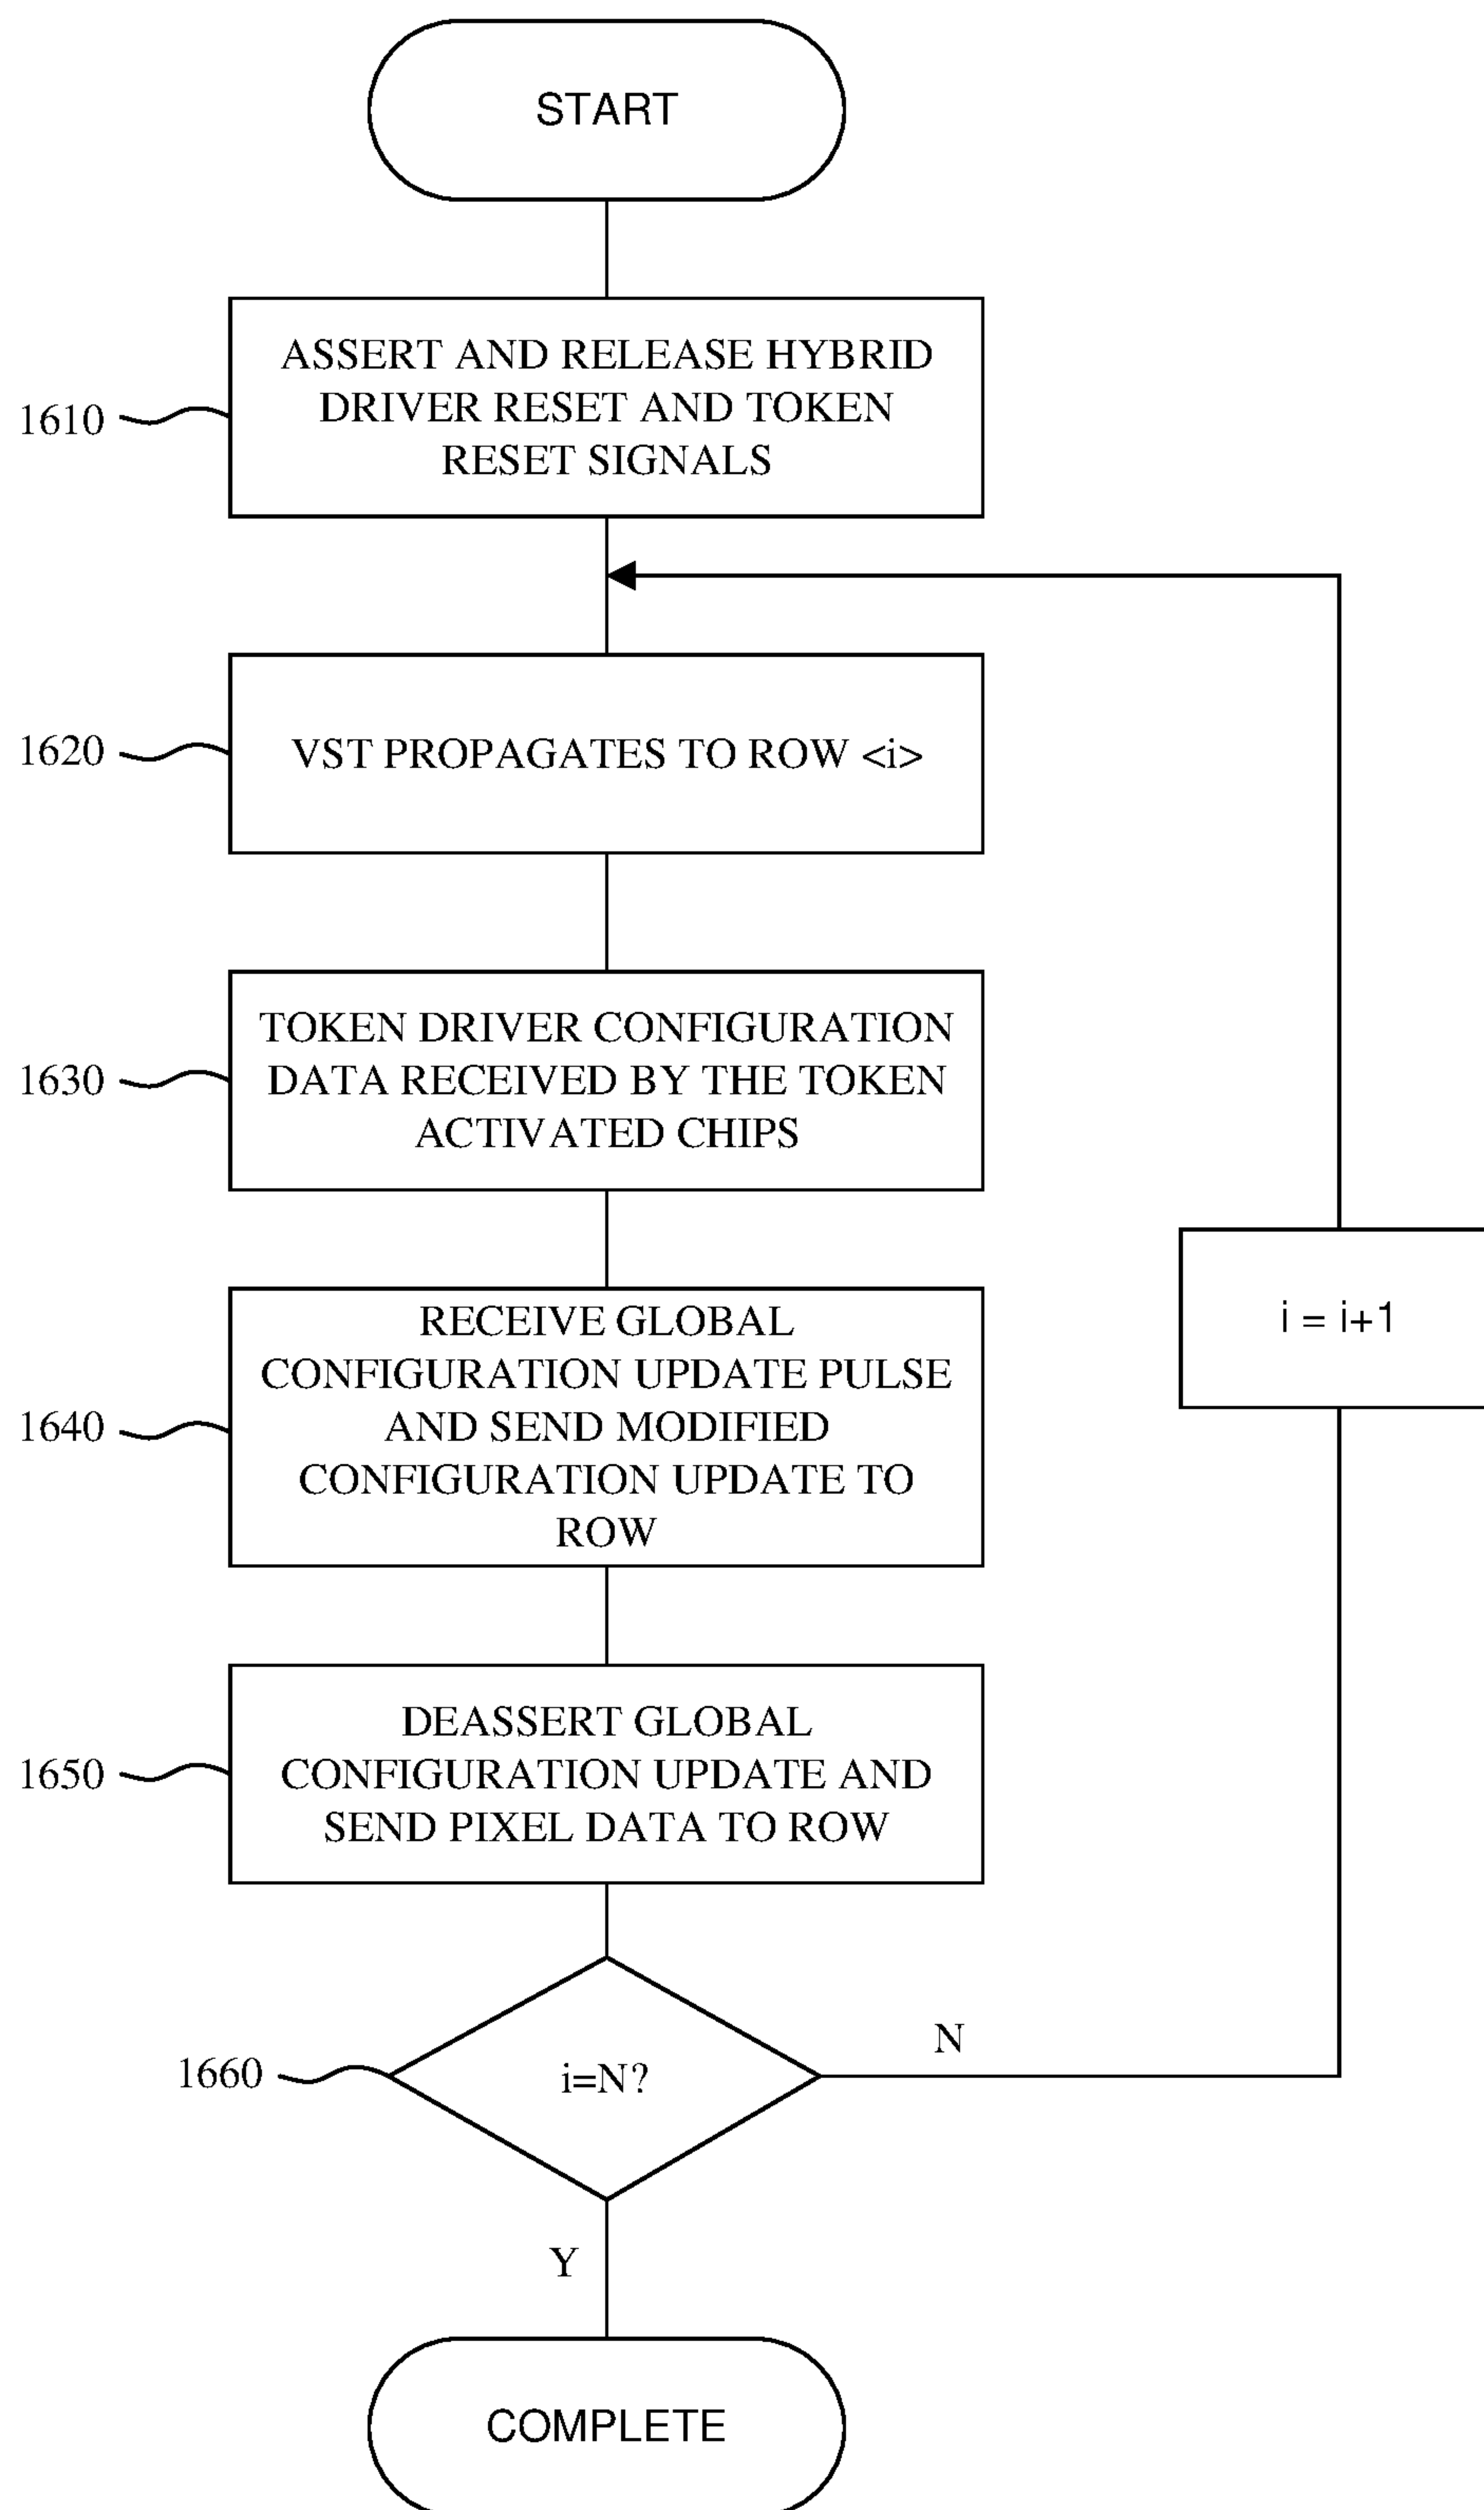 START
ASSERT AND RELEASE HYBRID
DRIVER RESET AND TOKEN
RESET SIGNALS
1610
VST PROPAGATES TO ROW <i>
1620
TOKEN DRIVER CONFIGURATION
DATA RECEIVED BY THE TOKEN
ACTIVATED CHIPS
1630
RECEIVE GLOBAL
CONFIGURATION UPDATE PULSE
AND SEND MODIFIED
CONFIGURATION UPDATE TO
ROW
1640
i = i+1
DEASSERT GLOBAL
CONFIGURATION UPDATE AND
SEND PIXEL DATA TO ROW
1650
i=N?
1660
N
Y
COMPLETE